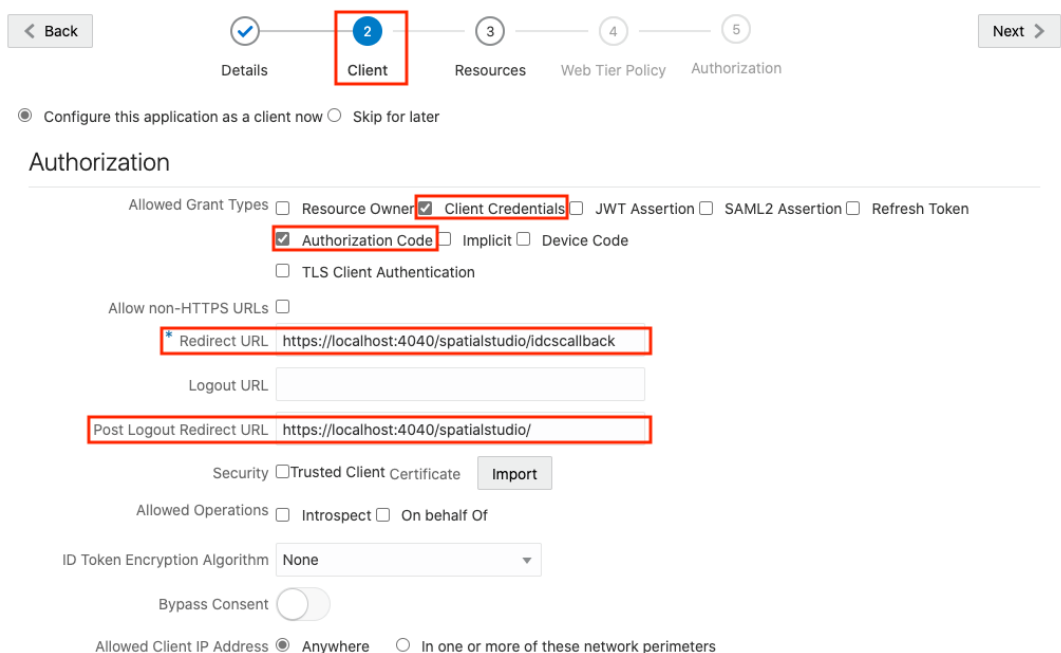 Back
2
3
4
5
Next
Details
Client
Resources
Web Tier Policy
Authorization
Configure this application as a client now Skip for later
Authorization
Allowed Grant Types Resource Owner Client Credentials JWT Assertion SAML2 Assertion Refresh Token
Authorization Code Implicit Device Code
TLS Client Authentication
Allow non-HTTPS URLs
* Redirect URL https://localhost:4040/spatialstudio/idcscallback
Logout URL
Post Logout Redirect URL https://localhost:4040/spatialstudio/
Security Trusted Client Certificate Import
Allowed Operations Introspect On behalf Of
ID Token Encryption Algorithm None
Bypass Consent
Allowed Client IP Address Anywhere In one or more of these network perimeters